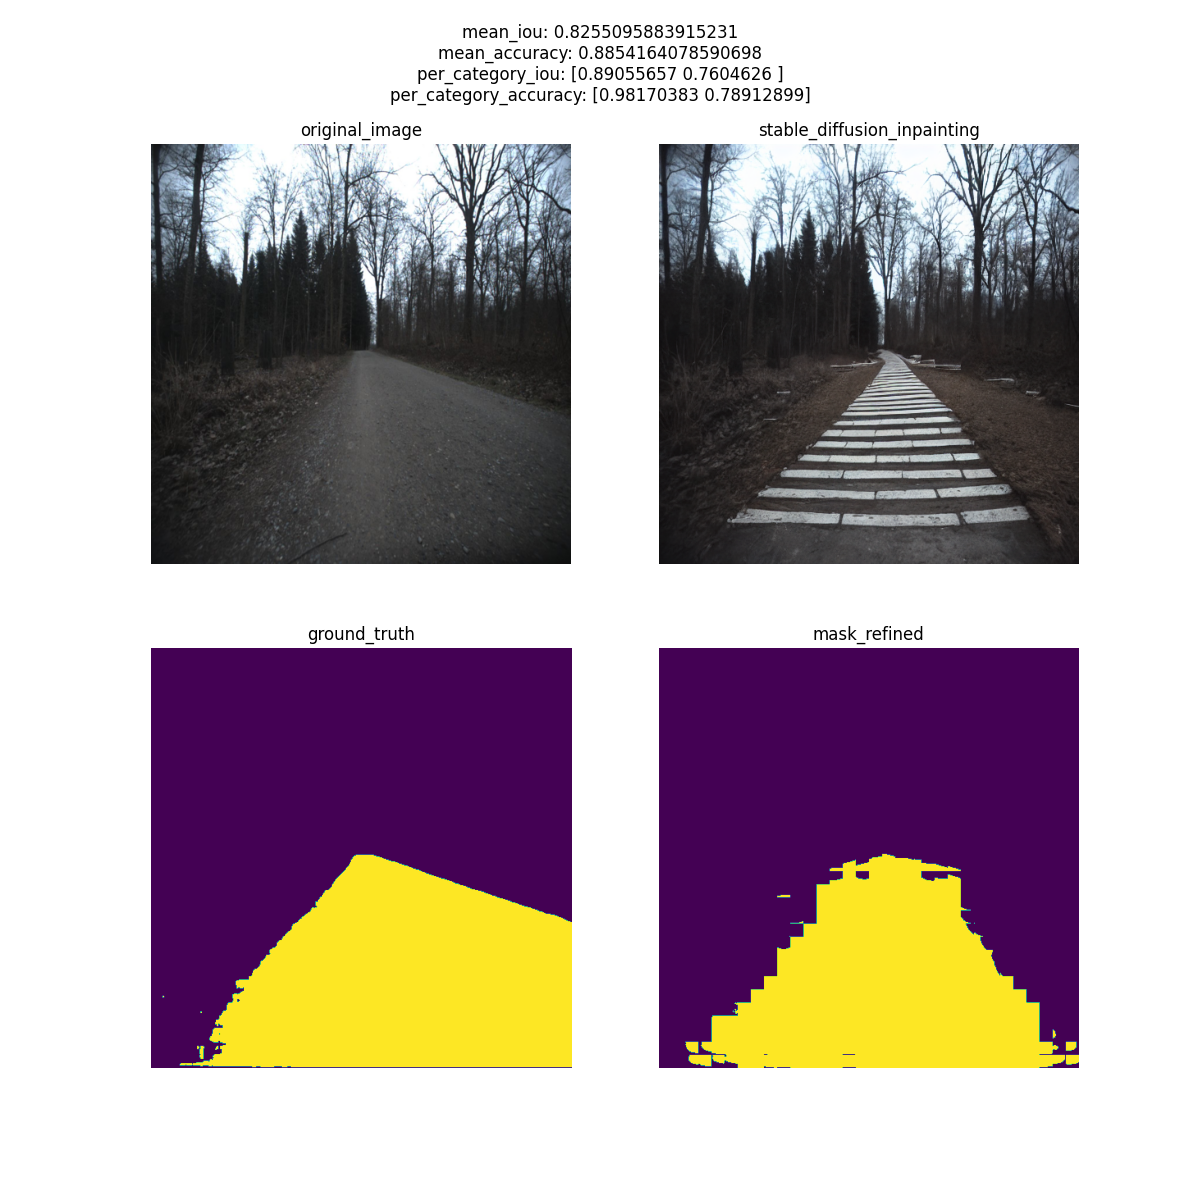 mean_iou: 0.8255095883915231
mean_accuracy: 0.8854164078590698
per_category_iou: [0.89055657 0.7604626 ]
per_category_accuracy: [0.98170383 0.78912899]
original_image
stable_diffusion_inpainting
ground_truth
mask_refined